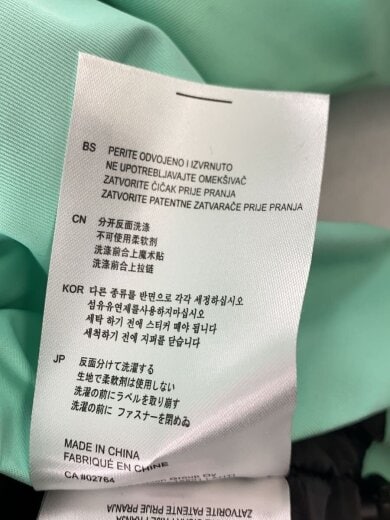 BS PERITE ODVOJENO I IZVRNUTO
NE UPOTREBLJAVAJTE OMEKŠIVAČ
ZATVORITE ČIČAK PRIJE PRANJA
ZATVORITE PATENTNE ZATVARAČE PRIJE PRANJA
CN 分开反面洗涤
不可使用柔软剂
洗涤前合上魔术贴
洗涤前合上拉链
KOR 다른 종류를 반면으로 각각 세정하십시오
섬유유연제를사용하지마십시오
세탁 하기 전에 스티커 떼야 됩니다
세척하기 전에 지퍼를 닫습니다
JP 反面分けて洗濯する
生地で柔軟剤は使用しない
洗濯の前にラベルを取り崩す
洗濯の前に ファスナーを閉めぬ
MADE IN CHINA
FABRIQUÉ EN CHINE
CA #02764
ZATVORITE PATENTNE PRIJE
PRANJA